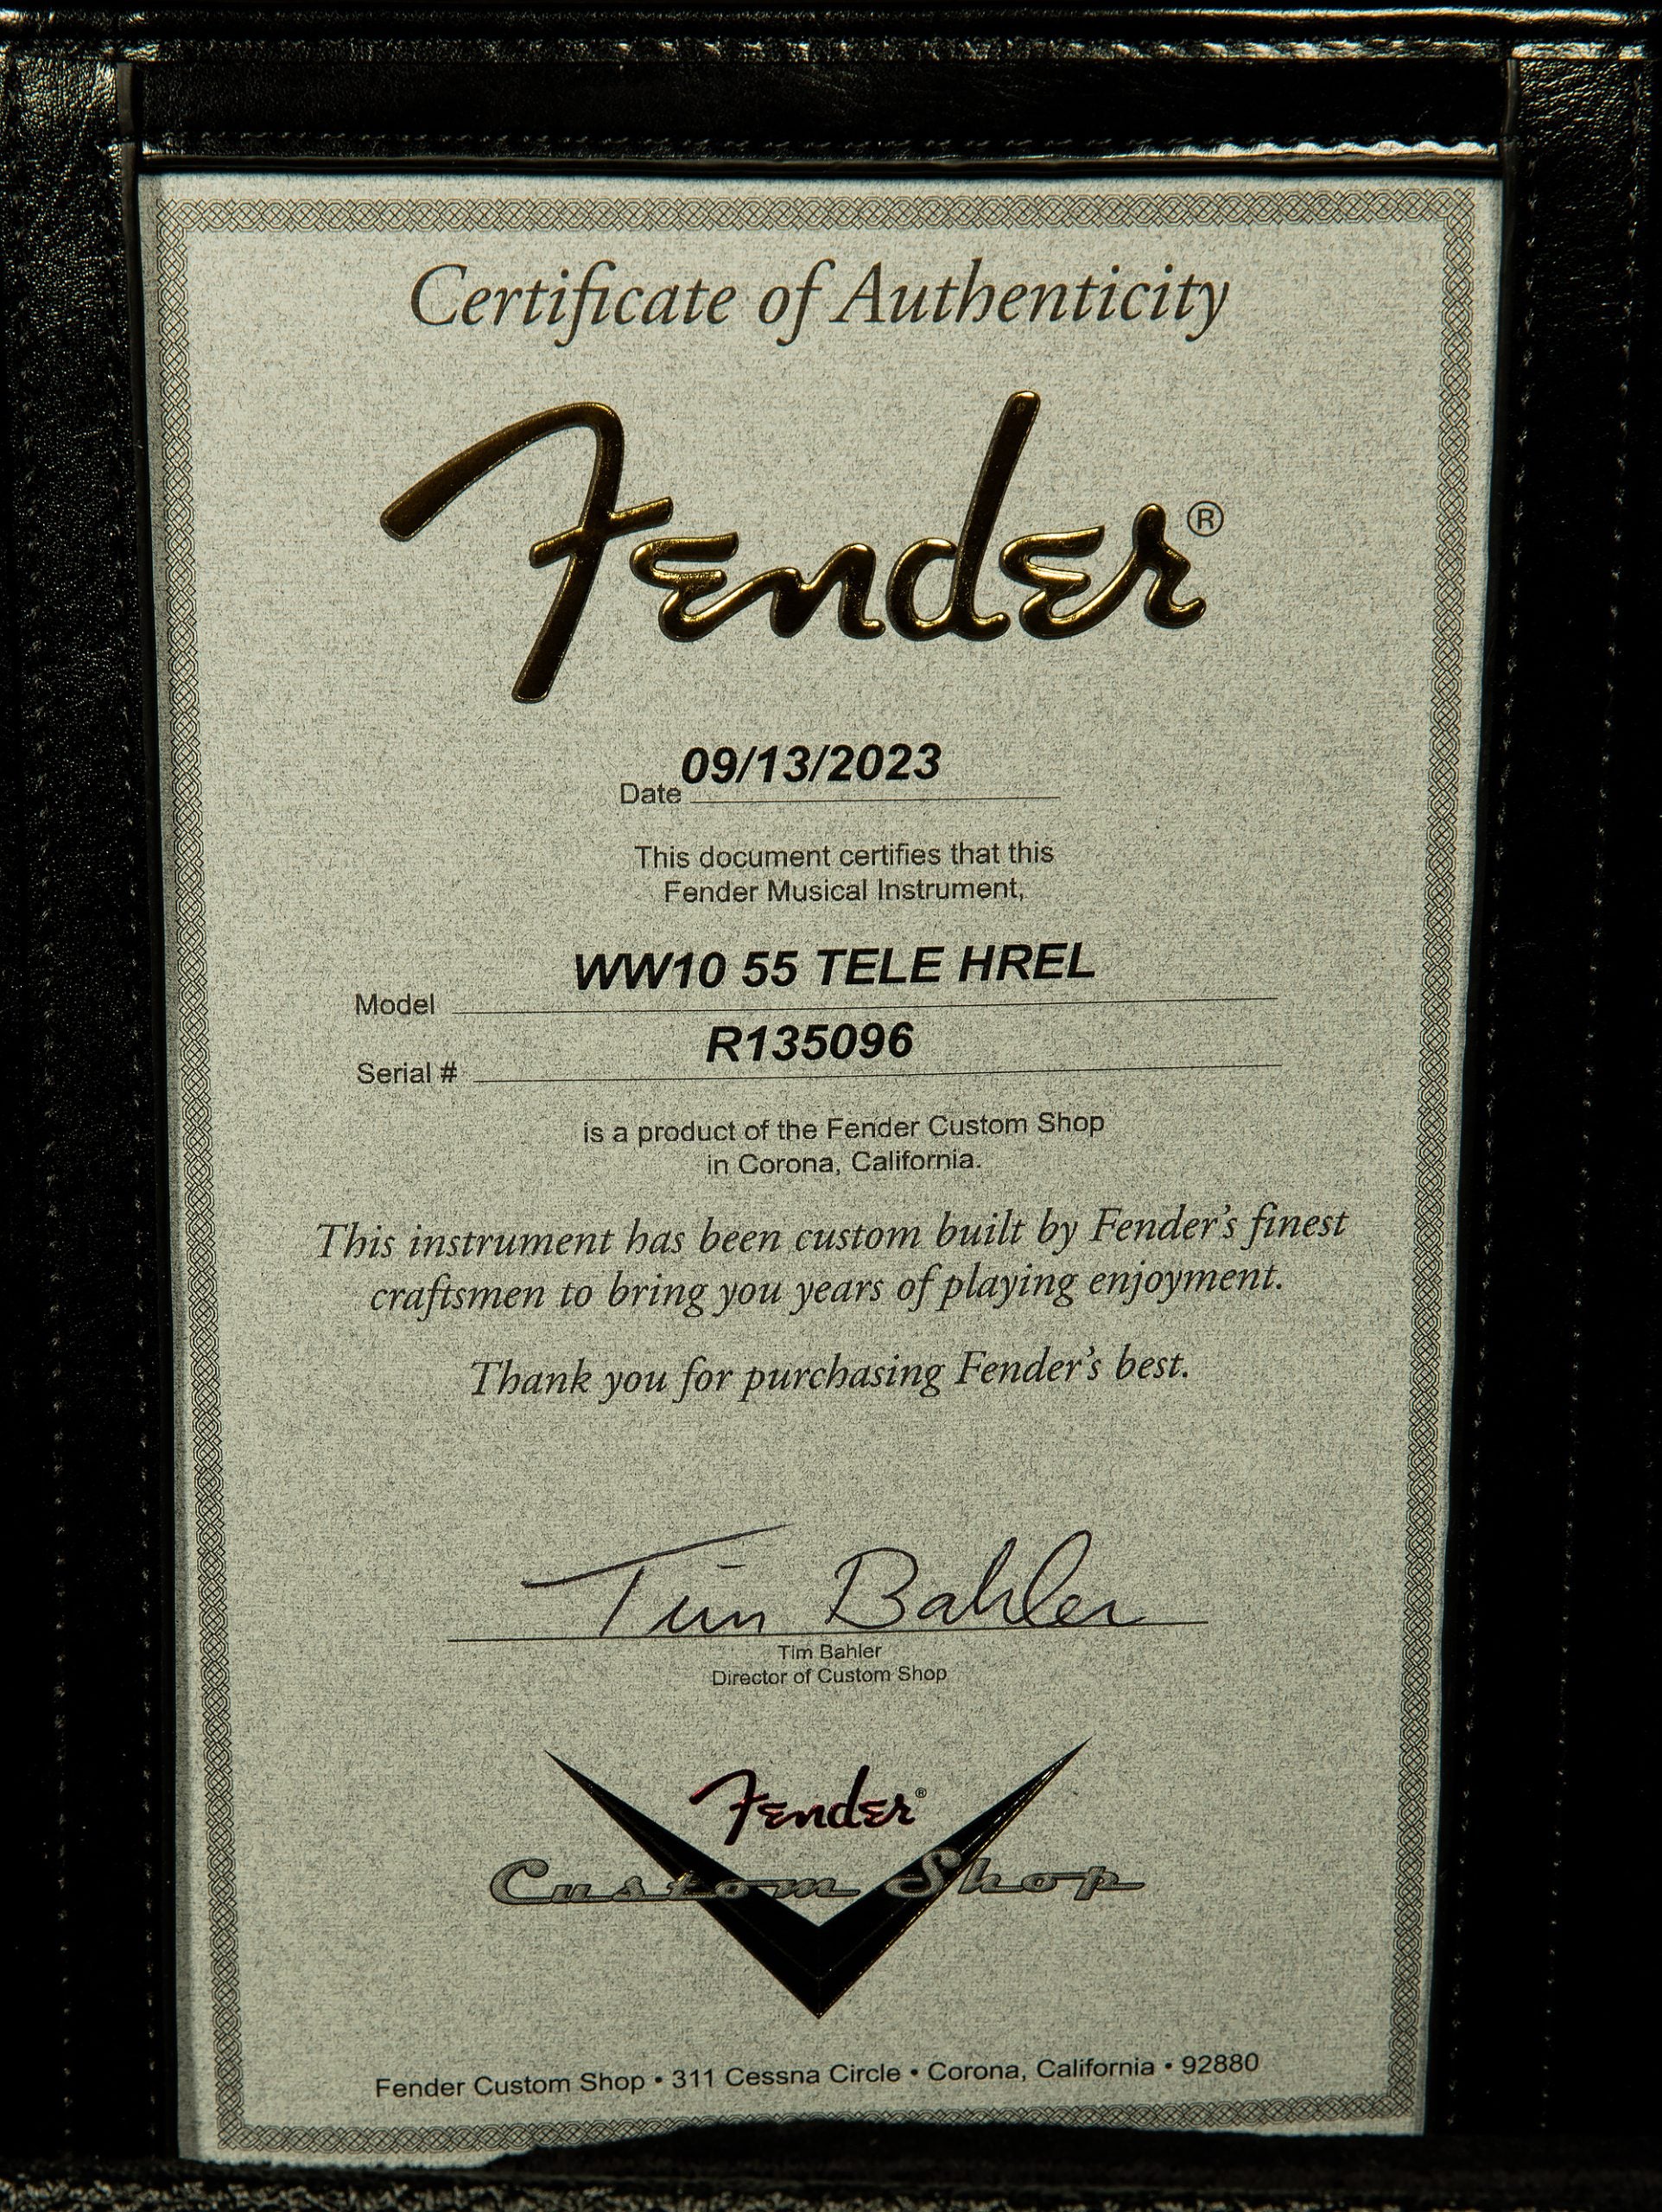 Certificate of Authenticity
Fender®
Date 09/13/2023
This document certifies that this
Fender Musical Instrument,
Model WW10 55 TELE HREL
Serial # R135096
is a product of the Fender Custom Shop
in Corona, California.
This instrument has been custom built by Fender's finest
craftsmen to bring you years of playing enjoyment.
Thank you for purchasing Fender's best.
Tim Bahler
Tim Bahler
Director of Custom Shop
Fender®
Custom Shop
Fender Custom Shop • 311 Cessna Circle • Corona, California • 92880